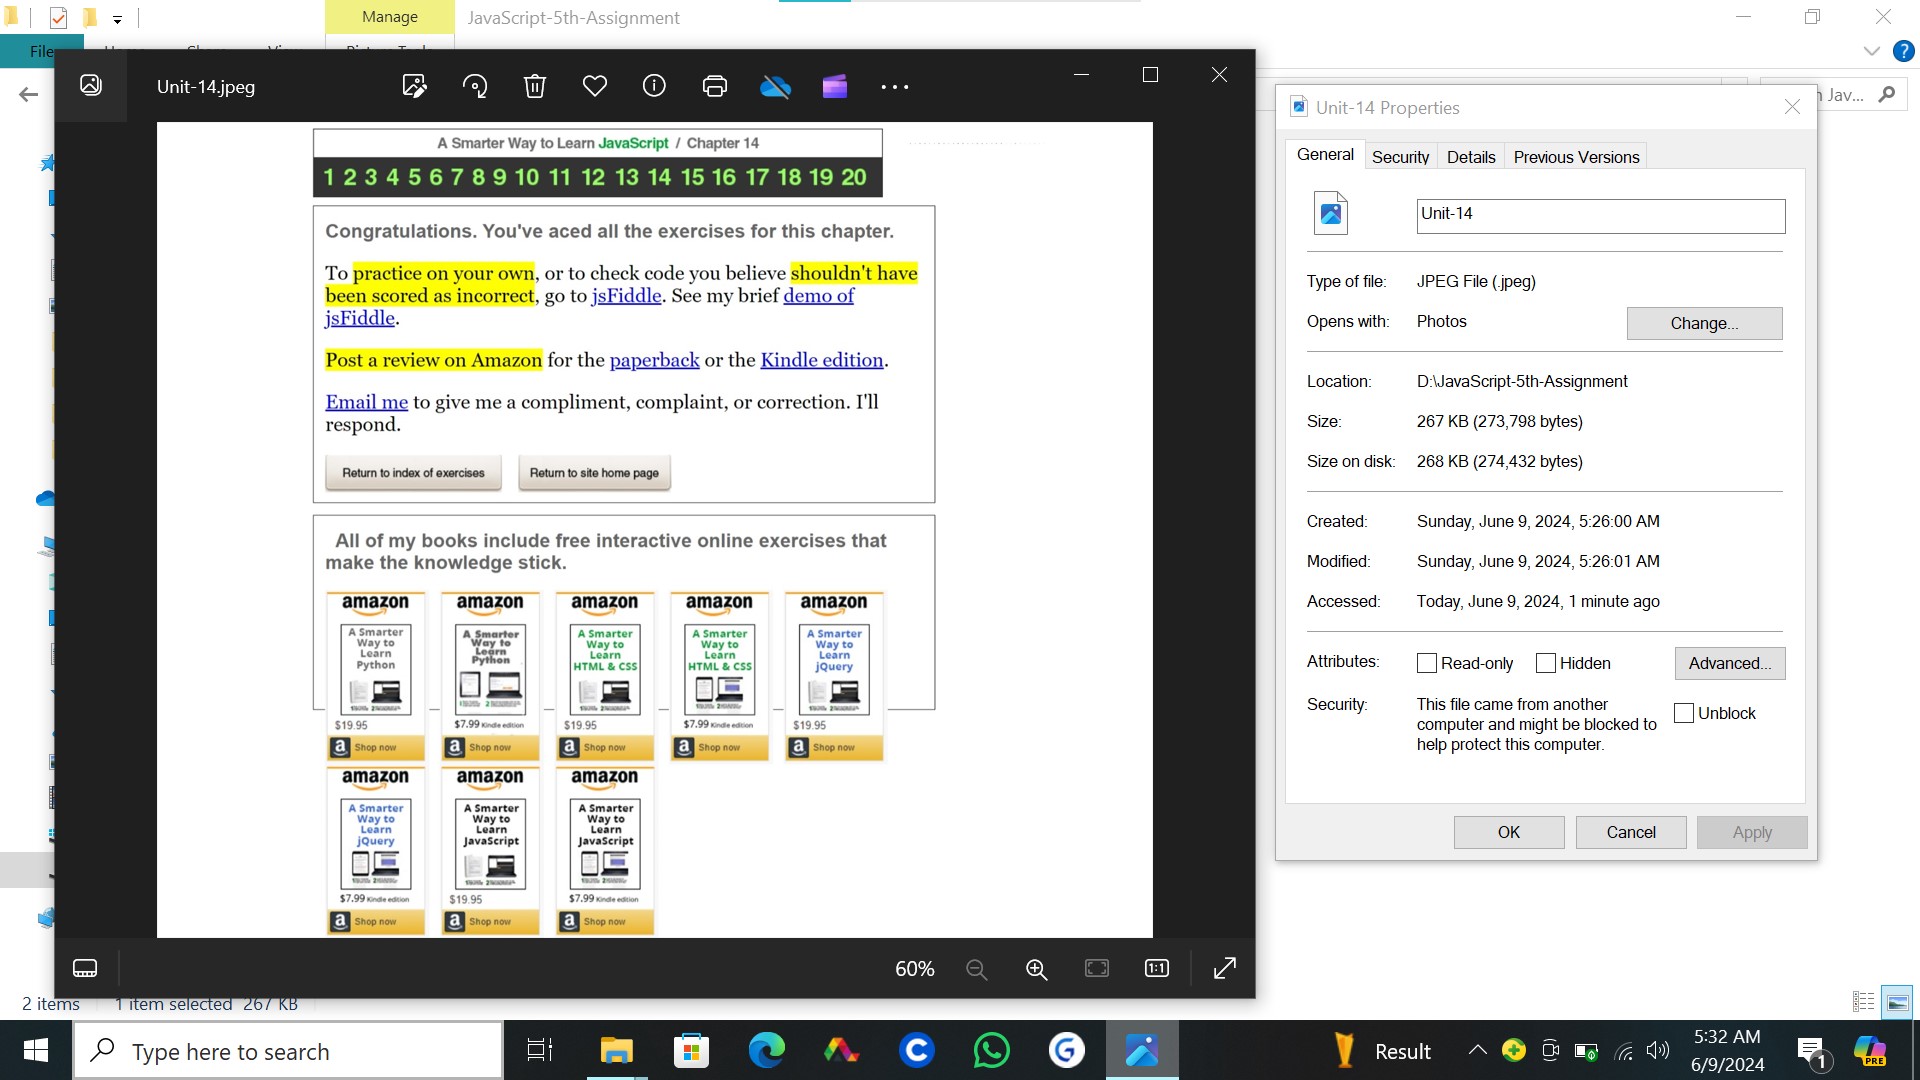 Manage
JavaScript-5th-Assignment
File
Unit-14.jpeg
A Smarter Way to Learn JavaScript / Chapter 14
1 2 3 4 5 6 7 8 9 10 11 12 13 14 15 16 17 18 19 20
Congratulations. You've aced all the exercises for this chapter.
To practice on your own, or to check code you believe shouldn't have
been scored as incorrect, go to jsFiddle. See my brief demo of
jsFiddle.
Post a review on Amazon for the paperback or the Kindle edition.
Email me to give me a compliment, complaint, or correction. I'll
respond.
Return to index of exercises
Return to site home page
All of my books include free interactive online exercises that
make the knowledge stick.
amazon amazon amazon amazon amazon
A Smarter A Smarter A Smarter A Smarter A Smarter
Way to Way to Way to Way to Way to
Learn Learn Learn Learn Learn
Python Python HTML & CSS HTML & CSS jQuery
$19.95 $7.99 Kindle edition $19.95 $7.99 Kindle edition $19.95
a Shop now a Shop now a Shop now a Shop now a Shop now
amazon amazon amazon
A Smarter A Smarter A Smarter
Way to Way to Way to
Learn Learn Learn
jQuery JavaScript JavaScript
$7.99 Kindle edition $19.95 $7.99 Kindle edition
a Shop now a Shop now a Shop now
60%
1:1
Jav...
Unit-14 Properties
General Security Details Previous Versions
Unit-14
Type of file: JPEG File (.jpeg)
Opens with: Photos
Change...
Location: D:\JavaScript-5th-Assignment
Size: 267 KB (273,798 bytes)
Size on disk: 268 KB (274,432 bytes)
Created: Sunday, June 9, 2024, 5:26:00 AM
Modified: Sunday, June 9, 2024, 5:26:01 AM
Accessed: Today, June 9, 2024, 1 minute ago
Attributes: Read-only Hidden Advanced...
Security: This file came from another
computer and might be blocked to
help protect this computer.
Unblock
OK Cancel Apply
2 items 1 item selected 267 KB
Type here to search
Result
5:32 AM
6/9/2024
1
PRE